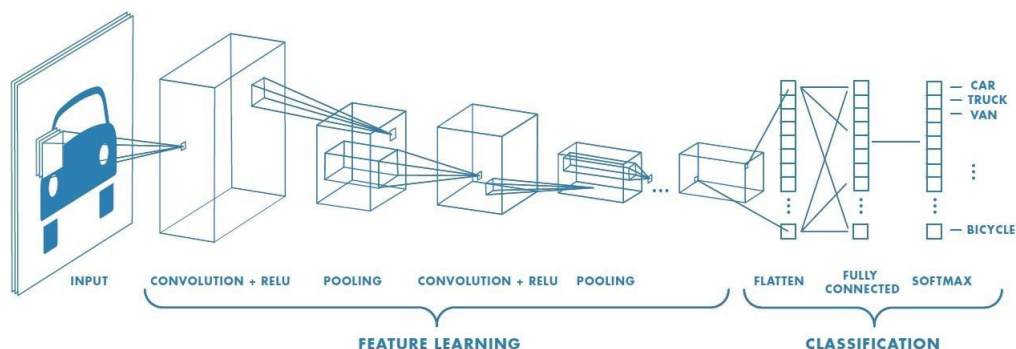 CAR
TRUCK
VAN
BICYCLE
INPUT
CONVOLUTION + RELU
POOLING
CONVOLUTION + RELU
POOLING
FLATTEN
FULLY
CONNECTED
SOFTMAX
FEATURE LEARNING
CLASSIFICATION